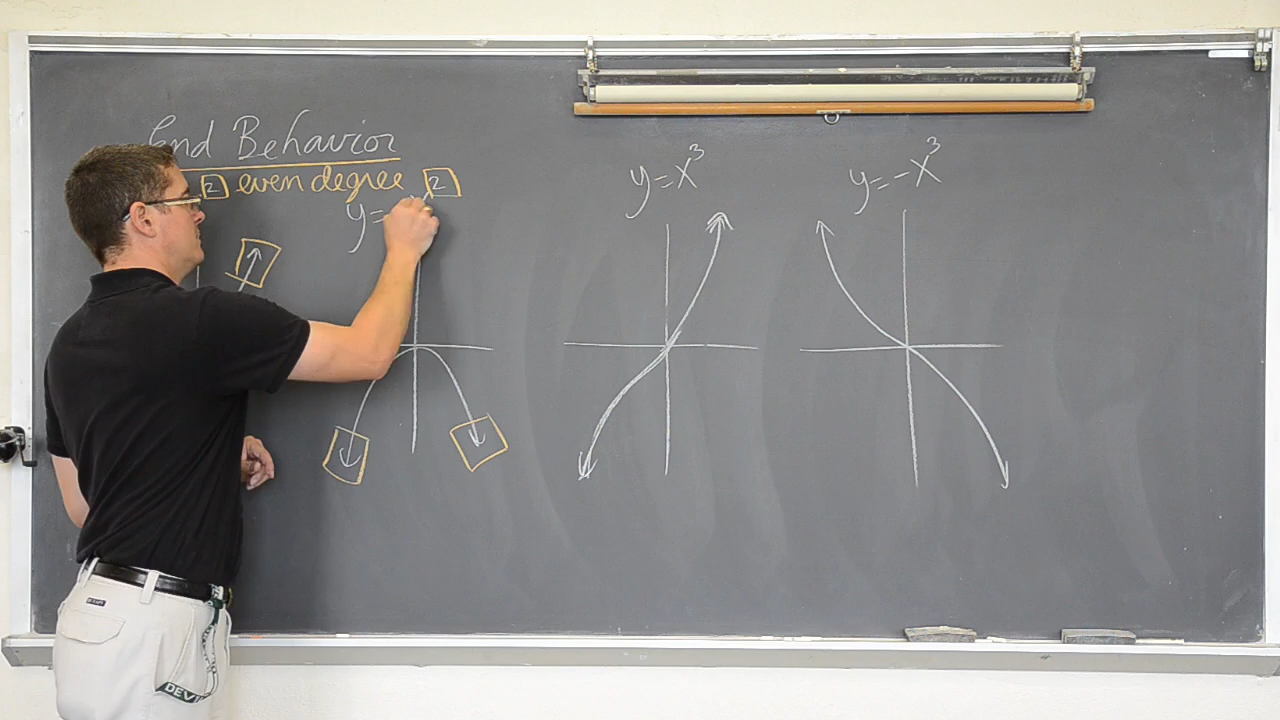 End Behavior
2 even degree 2
y=
y=x³
y=-x³